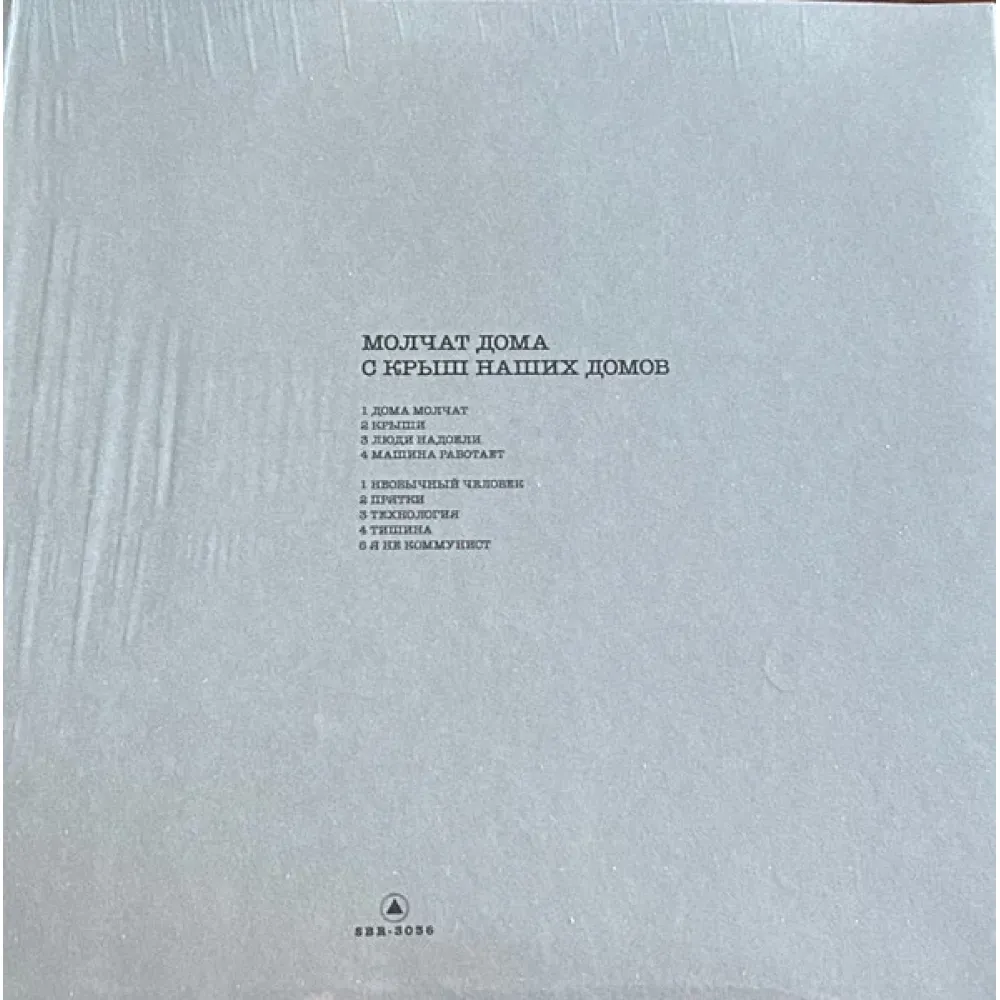 МОЛЧАТ ДОМА
С КРЫШ НАШИХ ДОМОВ
1 ДОМА МОЛЧАТ
2 КРЫШИ
3 ЛЮДИ НАДОЕЛИ
4 МАШИНА РАБОТАЕТ
1 НЕОБЫЧНЫЙ ЧЕЛОВЕК
2 ПРЯТКИ
3 ТЕХНОЛОГИЯ
4 ТИШИНА
5 Я НЕ КОММУНИСТ
SBR-3036